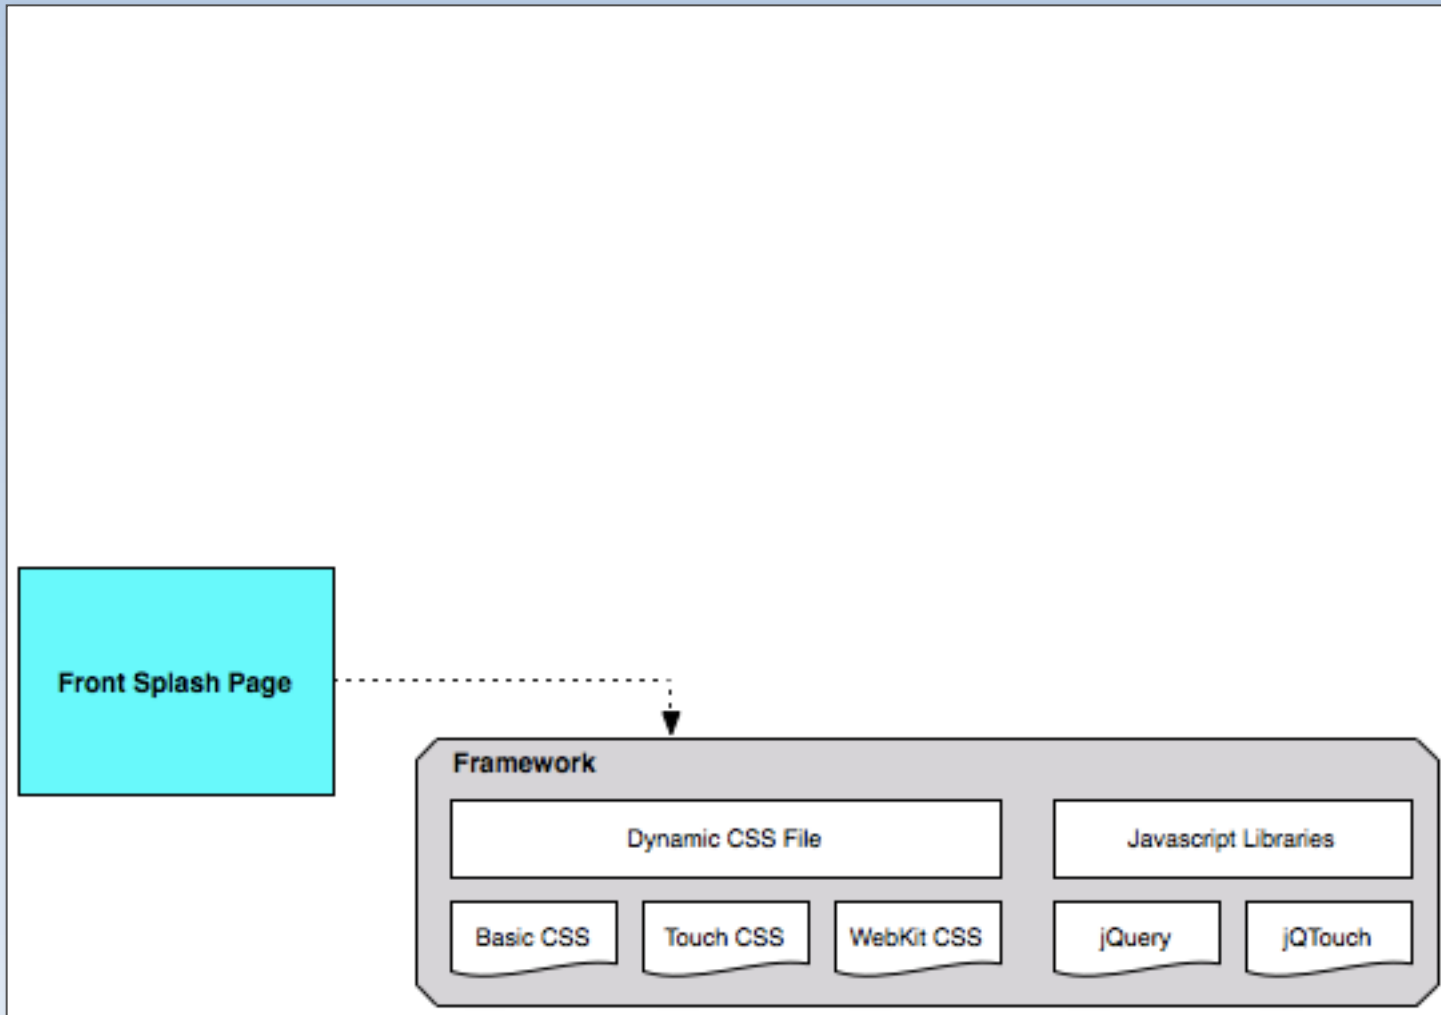 Front Splash Page
Framework
Dynamic CSS File
Javascript Libraries
Basic CSS
Touch CSS
WebKit CSS
jQuery
jQTouch